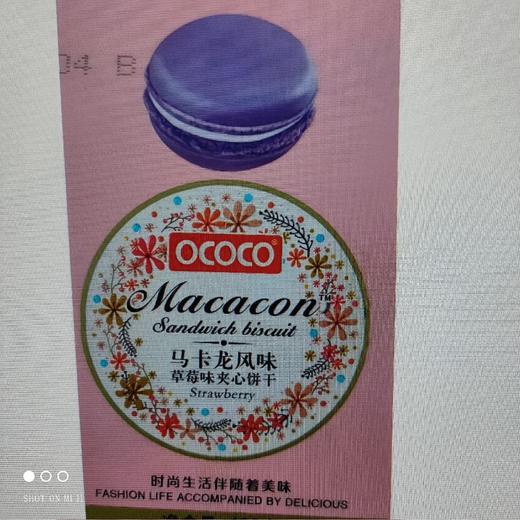 04 B
OCOCO®
Macacon™
Sandwich biscuit
马卡龙风味
草莓味夹心饼干
Strawberry
时尚生活伴随着美味
FASHION LIFE ACCOMPANIED BY DELICIOUS
SHOT ON MI